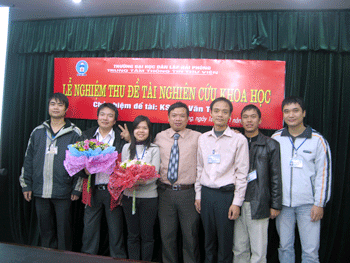 TRƯỜNG ĐẠI HỌC DÂN LẬP HẢI PHÒNG
TRUNG TÂM THÔNG TIN THƯ VIỆN
LỄ NGHIỆM THU ĐỀ TÀI NGHIÊN CỨU KHOA HỌC
nhiệm đề tài: KS. Văn